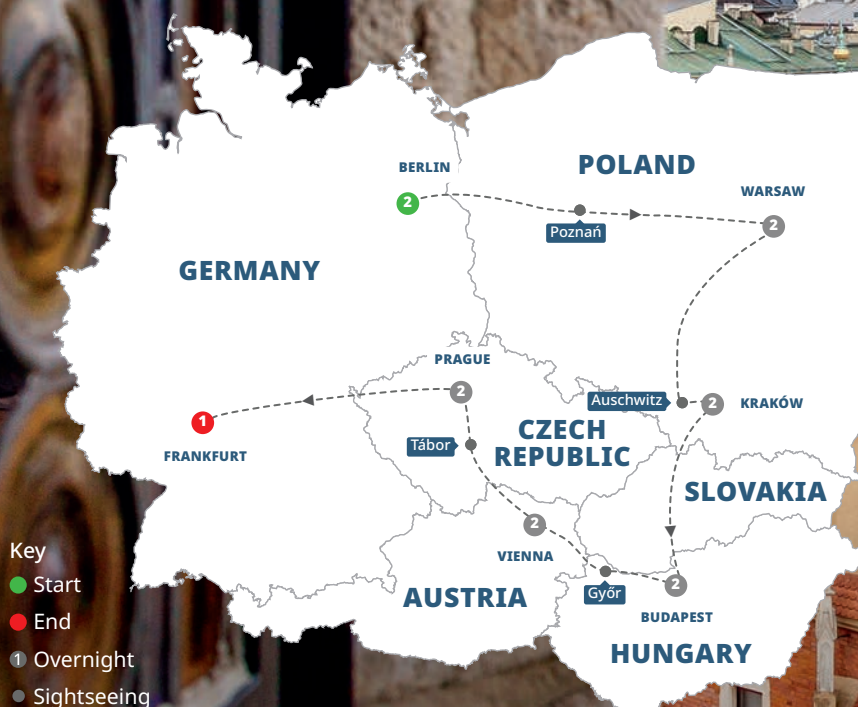 BERLIN
2
POLAND
WARSAW
2
Poznań
GERMANY
PRAGUE
2
Auschwitz
2
KRAKÓW
1
FRANKFURT
Tábor
CZECH
REPUBLIC
SLOVAKIA
2
VIENNA
Győr
2
BUDAPEST
AUSTRIA
HUNGARY
Key
Start
End
1 Overnight
Sightseeing